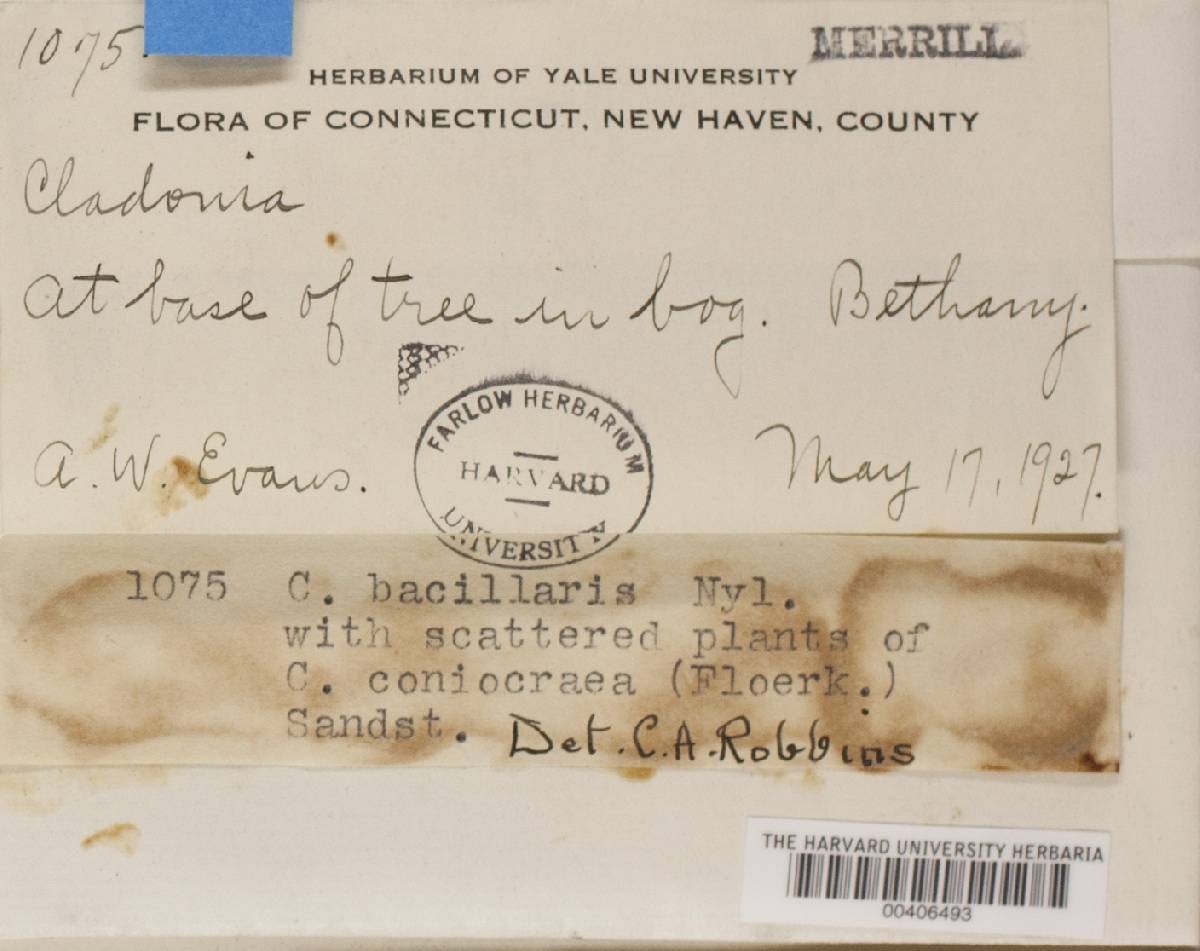 1075.
MERRILL
HERBARIUM OF YALE UNIVERSITY
FLORA OF CONNECTICUT, NEW HAVEN, COUNTY
Cladonia
At base of tree in bog. Bethany.
A. W. Evans.
May 17, 1927.
FARLOW HERBARIUM
HARVARD
UNIVERSITY
1075 C. bacillaris Nyl.
with scattered plants of
C. coniocraea (Floerk.)
Sandst. Det. C. A. Robbins
THE HARVARD UNIVERSITY HERBARIA
00406493